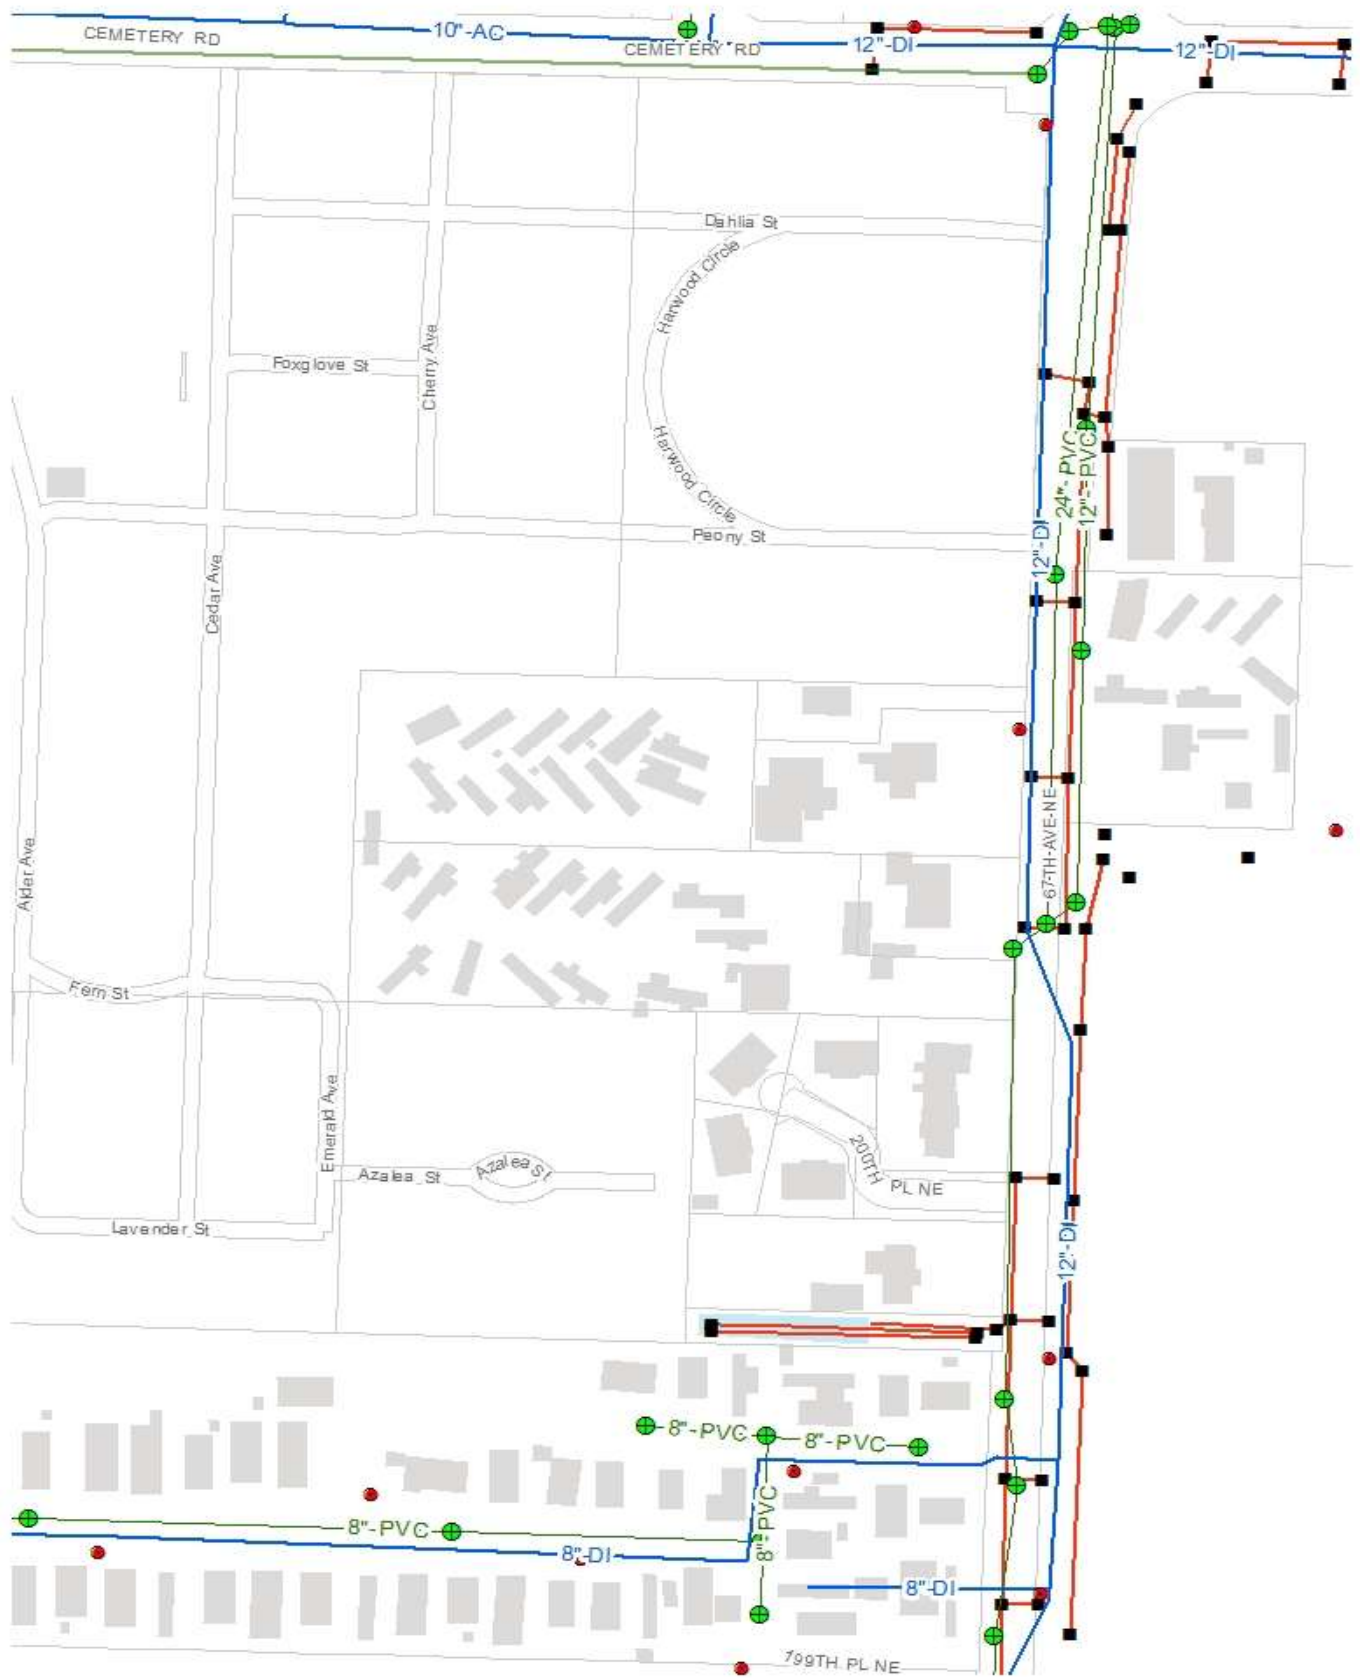 10"-AC
CEMETERY RD
CEMETERY RD
12"-DI
12"-DI
Dahlia St
Harwood Circle
Foxglove St
Cherry Ave
Harwood Circle
24"- PVC
12"- PVC
12"-DI
Peony St
Cedar Ave
67TH-AVE-NE
Alder Ave
Fern St
Emerald Ave
Azalea St
Azalea St
200TH
PL NE
Lavender St
12"-DI
8"-PVC
8"-PVC
8"-PVC
8"-PVC
8"-DI
8"-DI
199TH PL NE